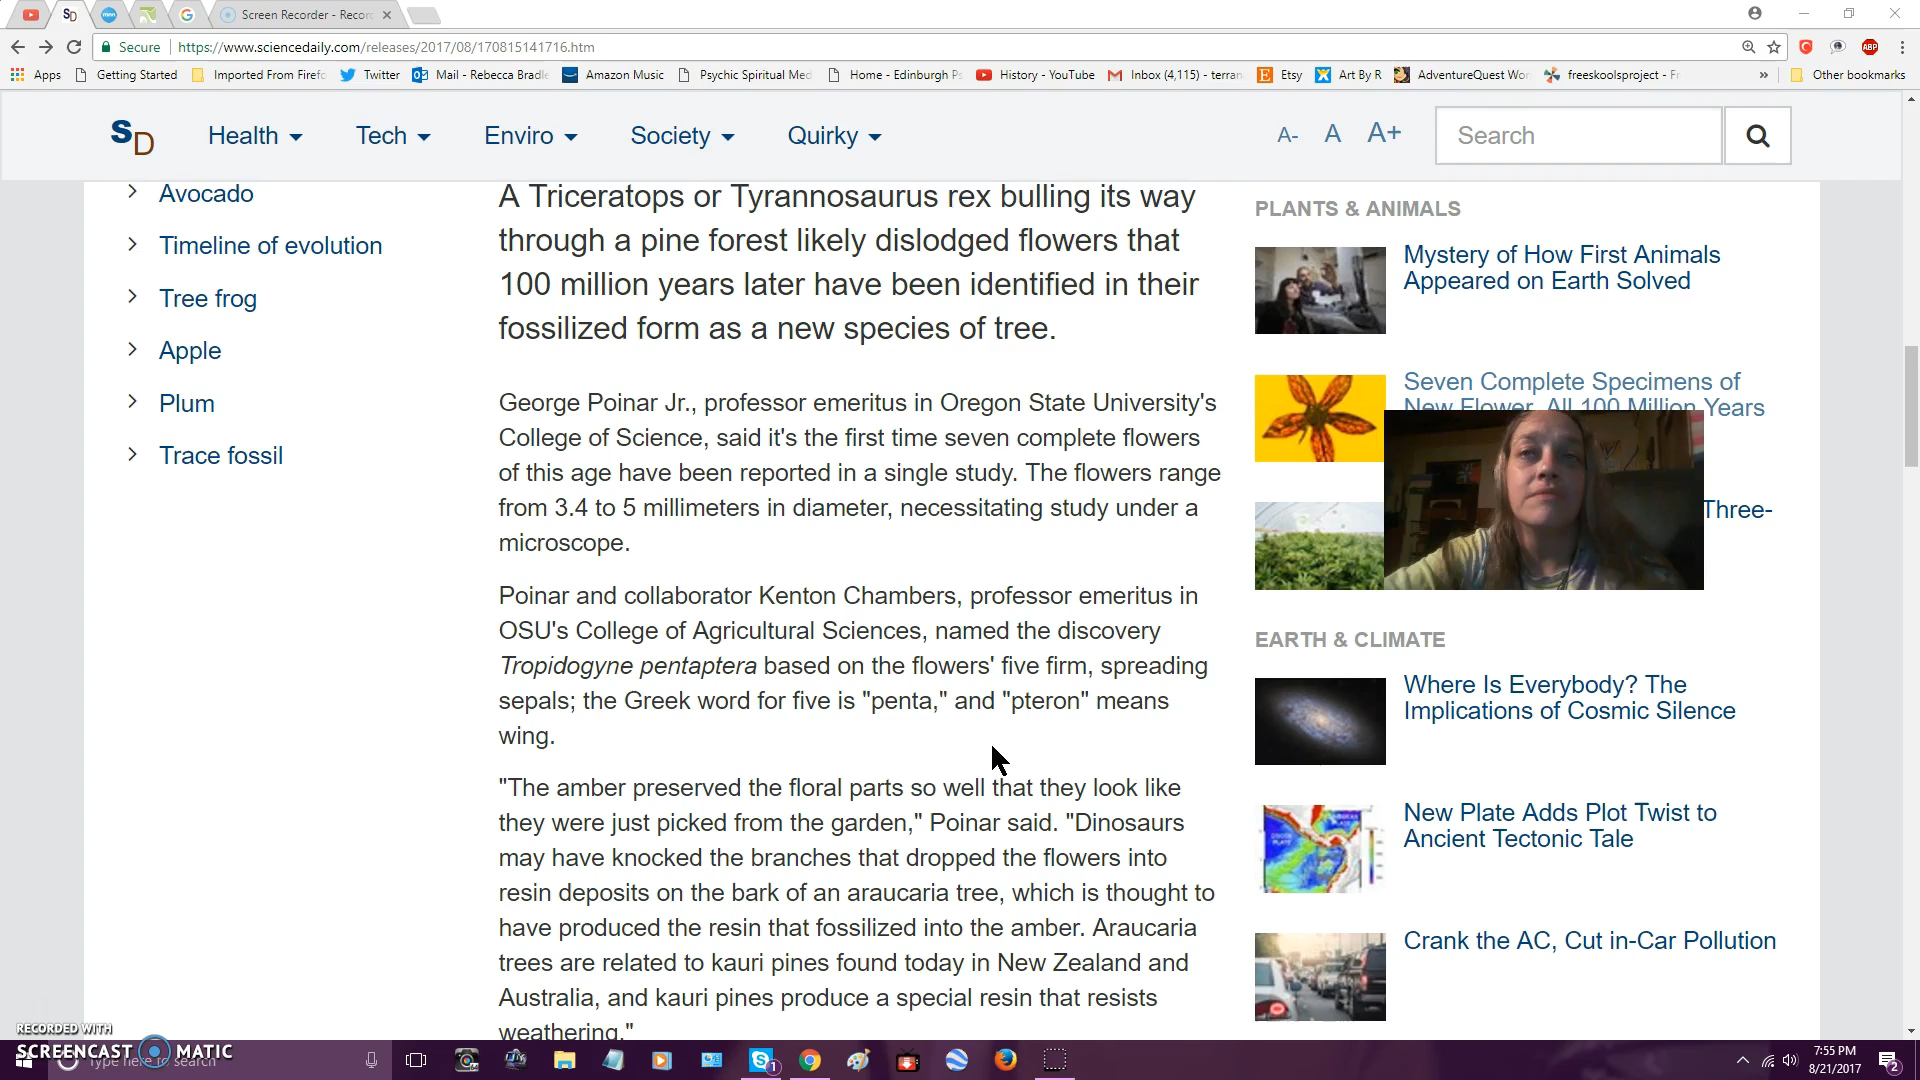 Screen Recorder - Recor
Secure
https://www.sciencedaily.com/releases/2017/08/170815141716.htm
Apps
Getting Started
Imported From Firefo
Twitter
Mail - Rebecca Bradle
Amazon Music
Psychic Spiritual Med
Home - Edinburgh Ps
History - YouTube
Inbox (4,115) - terran
Etsy
Art By R
AdventureQuest Wor
freeskoolsproject - Fr
»
Other bookmarks
SD
Health
Tech
Enviro
Society
Quirky
A-
A
A+
Search
Avocado
Timeline of evolution
Tree frog
Apple
Plum
Trace fossil
A Triceratops or Tyrannosaurus rex bulling its way
through a pine forest likely dislodged flowers that
100 million years later have been identified in their
fossilized form as a new species of tree.
George Poinar Jr., professor emeritus in Oregon State University's
College of Science, said it's the first time seven complete flowers
of this age have been reported in a single study. The flowers range
from 3.4 to 5 millimeters in diameter, necessitating study under a
microscope.
Poinar and collaborator Kenton Chambers, professor emeritus in
OSU's College of Agricultural Sciences, named the discovery
Tropidogyne pentaptera based on the flowers' five firm, spreading
sepals; the Greek word for five is "penta," and "pteron" means
wing.
"The amber preserved the floral parts so well that they look like
they were just picked from the garden," Poinar said. "Dinosaurs
may have knocked the branches that dropped the flowers into
resin deposits on the bark of an araucaria tree, which is thought to
have produced the resin that fossilized into the amber. Araucaria
trees are related to kauri pines found today in New Zealand and
Australia, and kauri pines produce a special resin that resists
weathering."
PLANTS & ANIMALS
Mystery of How First Animals
Appeared on Earth Solved
Seven Complete Specimens of
New Flower, All 100 Million Years
Three-
EARTH & CLIMATE
Where Is Everybody? The
Implications of Cosmic Silence
New Plate Adds Plot Twist to
Ancient Tectonic Tale
Crank the AC, Cut in-Car Pollution
RECORDED WITH
SCREENCAST MATIC
Type here to search
7:55 PM
8/21/2017